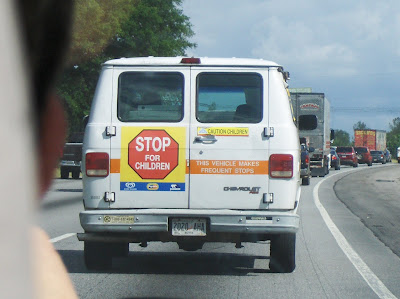 CAUTION CHILDREN
STOP
FOR
CHILDREN
THIS VEHICLE MAKES
FREQUENT STOPS
CHEVROLET